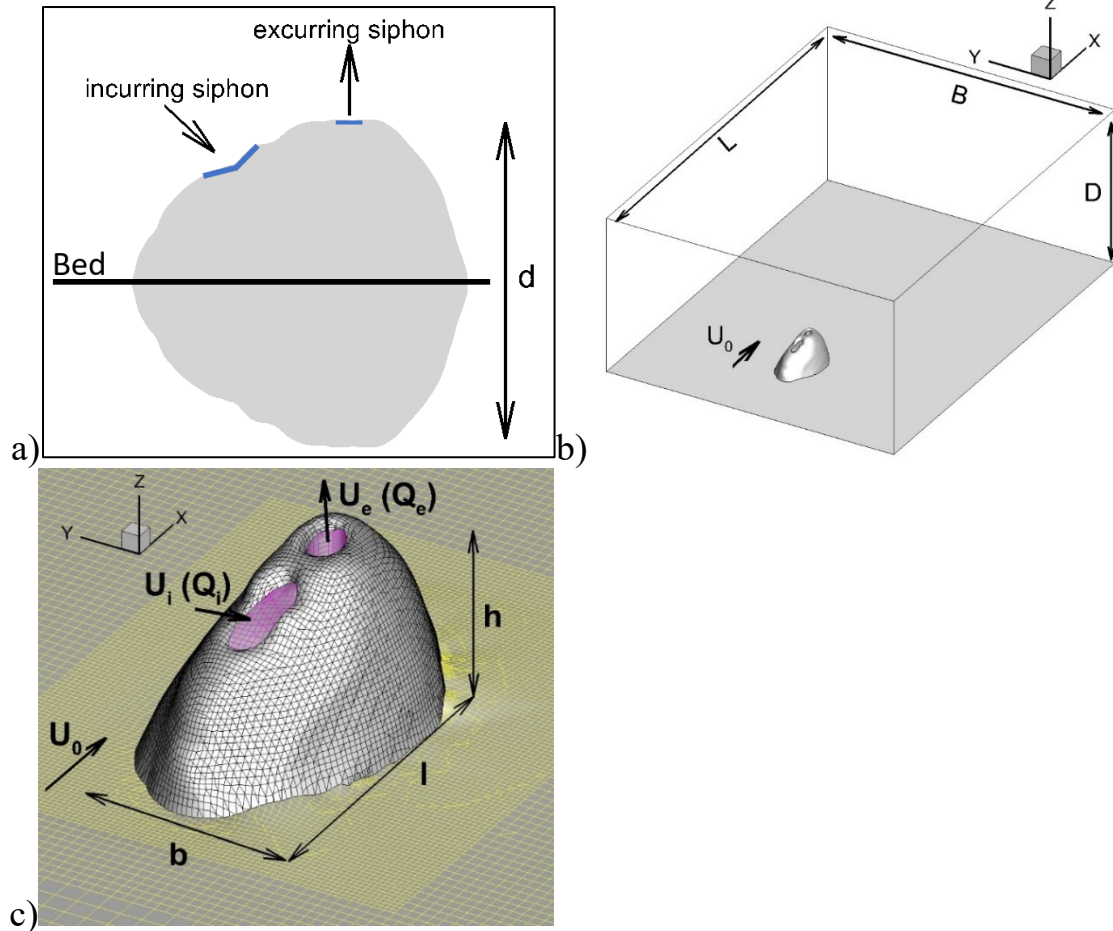 excurring siphon
incurring siphon
Bed
d
a)
Z
Y
X
B
L
D
U0
b)
Z
Y
X
Ue (Qe)
Ui (Qi)
h
U0
l
b
c)